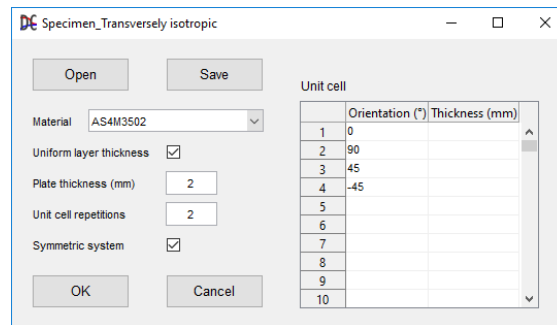 DC Specimen_Transversely isotropic
Open
Save
Material
AS4M3502
Uniform layer thickness
Plate thickness (mm)
2
Unit cell repetitions
2
Symmetric system
OK
Cancel
Unit cell
Orientation (°) Thickness (mm)
1 0
2 90
3 45
4 -45
5
6
7
8
9
10